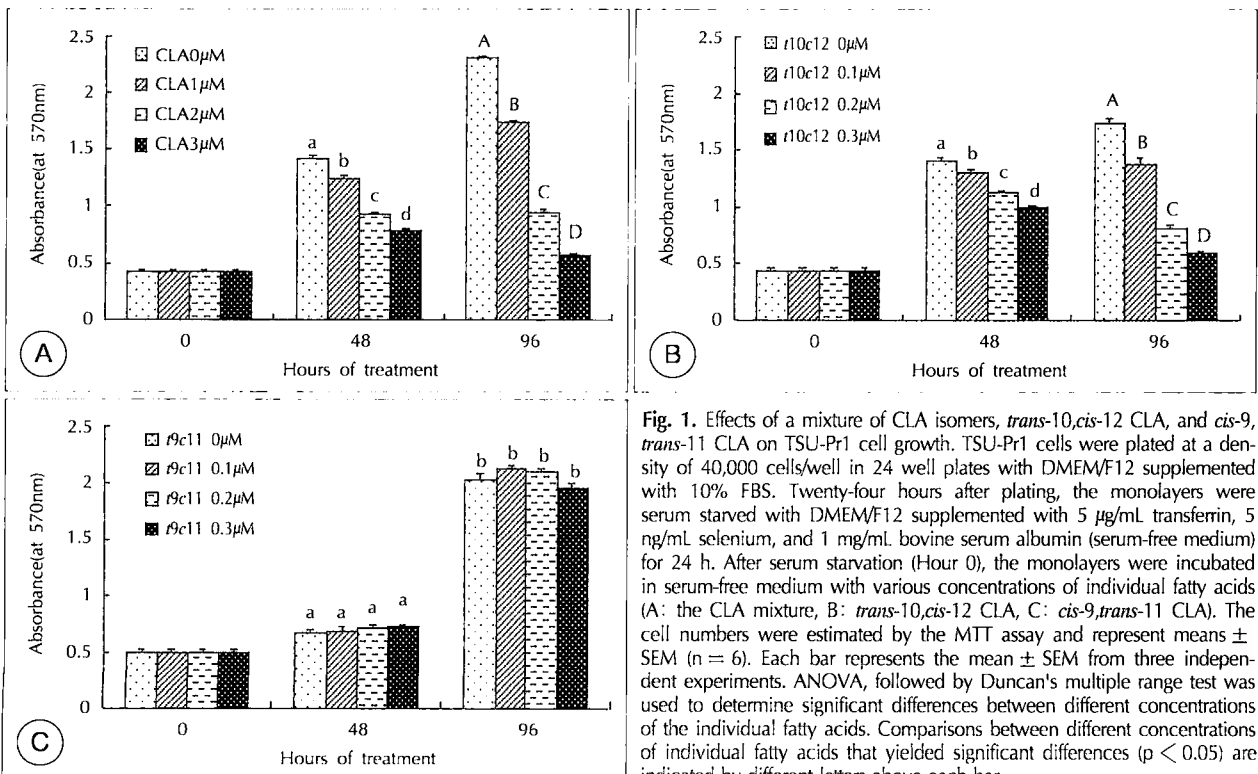 2.5
2
1.5
1
0.5
0
Absorbance(at 570nm)
CLA0μM
CLA1μM
CLA2μM
CLA3μM
a
b
c
d
A
B
C
D
0
48
96
Hours of treatment
A
2.5
2
1.5
1
0.5
0
Absorbance(at 570nm)
t10c12 0μM
t10c12 0.1μM
t10c12 0.2μM
t10c12 0.3μM
a
b
c
d
A
B
C
D
0
48
96
Hours of treatment
B
2.5
2
1.5
1
0.5
0
Absorbance(at 570nm)
t9c11 0μM
t9c11 0.1μM
t9c11 0.2μM
t9c11 0.3μM
a a a a
b b b b
0
48
96
Hours of treatment
C
Fig. 1. Effects of a mixture of CLA isomers, trans-10,cis-12 CLA, and cis-9,
trans-11 CLA on TSU-Pr1 cell growth. TSU-Pr1 cells were plated at a den-
sity of 40,000 cells/well in 24 well plates with DMEM/F12 supplemented
with 10% FBS. Twenty-four hours after plating, the monolayers were
serum starved with DMEM/F12 supplemented with 5 μg/mL transferrin, 5
ng/mL selenium, and 1 mg/mL bovine serum albumin (serum-free medium)
for 24 h. After serum starvation (Hour 0), the monolayers were incubated
in serum-free medium with various concentrations of individual fatty acids
(A: the CLA mixture, B: trans-10,cis-12 CLA, C: cis-9,trans-11 CLA). The
cell numbers were estimated by the MTT assay and represent means ±
SEM (n = 6). Each bar represents the mean ± SEM from three indepen-
dent experiments. ANOVA, followed by Duncan's multiple range test was
used to determine significant differences between different concentrations
of the individual fatty acids. Comparisons between different concentrations
of individual fatty acids that yielded significant differences (p < 0.05) are
indicated by different letters above each bar.